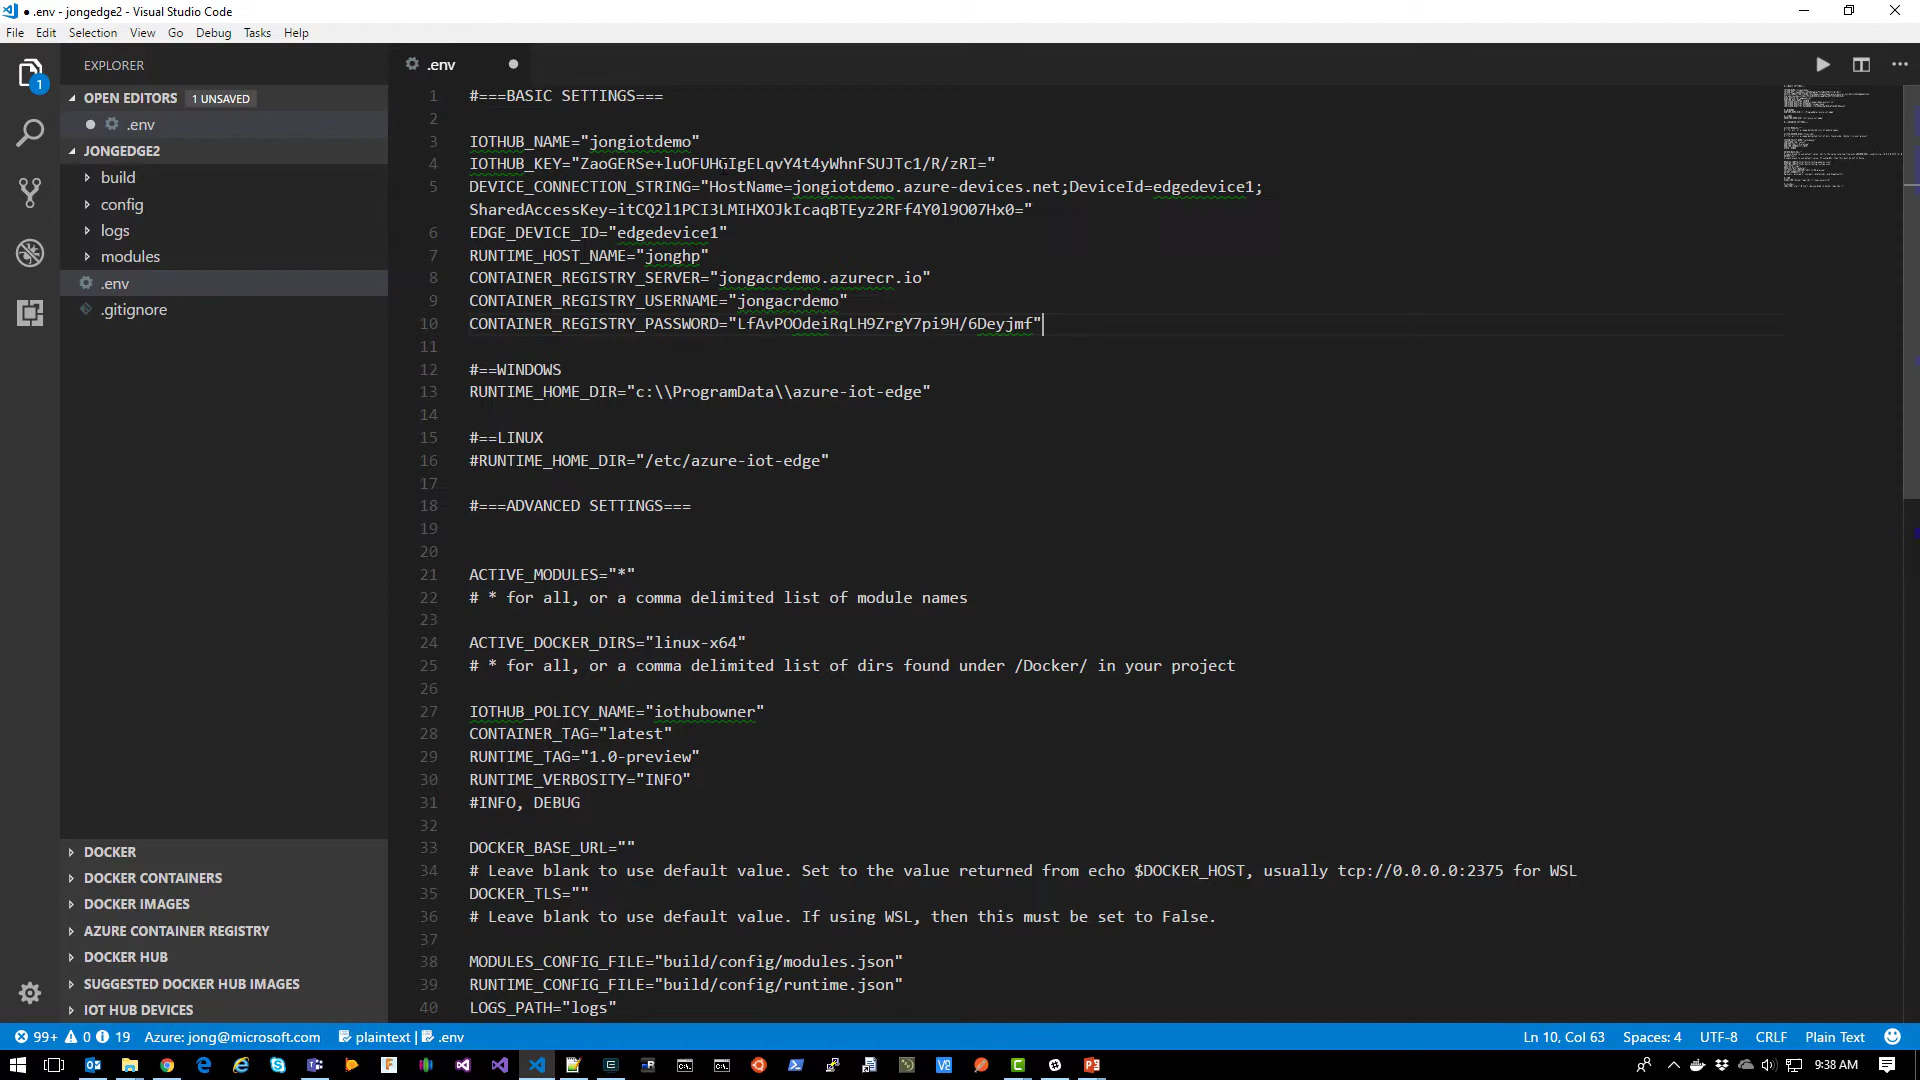 ● .env - jongedge2 - Visual Studio Code
File Edit Selection View Go Debug Tasks Help
EXPLORER
OPEN EDITORS 1 UNSAVED
.env
JONGEDGE2
build
config
logs
modules
.env
.gitignore
DOCKER
DOCKER CONTAINERS
DOCKER IMAGES
AZURE CONTAINER REGISTRY
DOCKER HUB
SUGGESTED DOCKER HUB IMAGES
IOT HUB DEVICES
1
.env
1 #===BASIC SETTINGS===
2
3 IOTHUB_NAME="jongiotdemo"
4 IOTHUB_KEY="ZaoGERSe+luOFUHGIgELqvY4t4yWhnFSUJTc1/R/zRI="
5 DEVICE_CONNECTION_STRING="HostName=jongiotdemo.azure-devices.net;DeviceId=edgedevice1;
SharedAccessKey=itCQ2l1PCI3LMIHXOJkIcaqBTEyz2RFf4Y0l9O07Hx0="
6 EDGE_DEVICE_ID="edgedevice1"
7 RUNTIME_HOST_NAME="jonghp"
8 CONTAINER_REGISTRY_SERVER="jongacrdemo.azurecr.io"
9 CONTAINER_REGISTRY_USERNAME="jongacrdemo"
10 CONTAINER_REGISTRY_PASSWORD="LfAvPOOdeiRqLH9ZrgY7pi9H/6Deyjmf"
11
12 #==WINDOWS
13 RUNTIME_HOME_DIR="c:\\ProgramData\\azure-iot-edge"
14
15 #==LINUX
16 #RUNTIME_HOME_DIR="/etc/azure-iot-edge"
17
18 #===ADVANCED SETTINGS===
19
20
21 ACTIVE_MODULES="*"
22 # * for all, or a comma delimited list of module names
23
24 ACTIVE_DOCKER_DIRS="linux-x64"
25 # * for all, or a comma delimited list of dirs found under /Docker/ in your project
26
27 IOTHUB_POLICY_NAME="iothubowner"
28 CONTAINER_TAG="latest"
29 RUNTIME_TAG="1.0-preview"
30 RUNTIME_VERBOSITY="INFO"
31 #INFO, DEBUG
32
33 DOCKER_BASE_URL=""
34 # Leave blank to use default value. Set to the value returned from echo $DOCKER_HOST, usually tcp://0.0.0.0:2375 for WSL
35 DOCKER_TLS=""
36 # Leave blank to use default value. If using WSL, then this must be set to False.
37
38 MODULES_CONFIG_FILE="build/config/modules.json"
39 RUNTIME_CONFIG_FILE="build/config/runtime.json"
40 LOGS_PATH="logs"
99+ 0 19 Azure: jong@microsoft.com plaintext | .env Ln 10, Col 63 Spaces: 4 UTF-8 CRLF Plain Text
9:38 AM